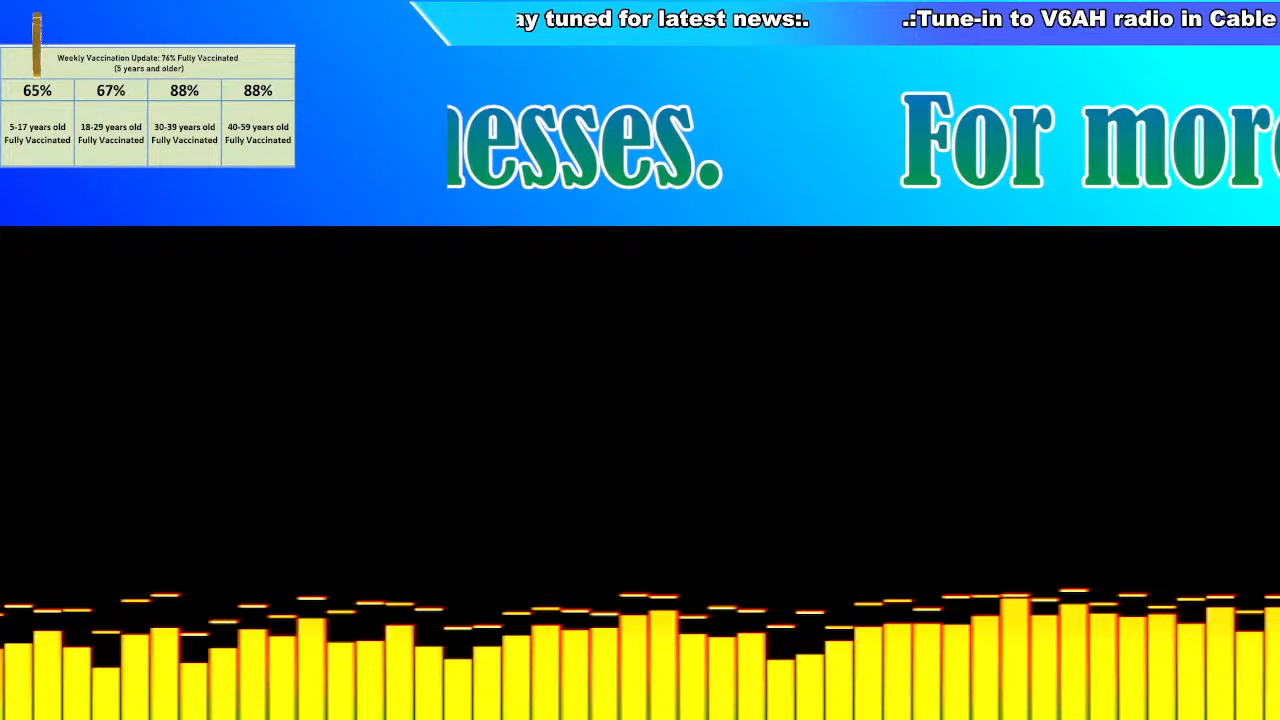 ay tuned for latest news:. .:Tune-in to V6AH radio in Cable
Weekly Vaccination Update: 76% Fully Vaccinated
(5 years and older)
65% 67% 88% 88%
5-17 years old 18-29 years old 30-39 years old 40-59 years old
Fully Vaccinated Fully Vaccinated Fully Vaccinated Fully Vaccinated
nesses. For more